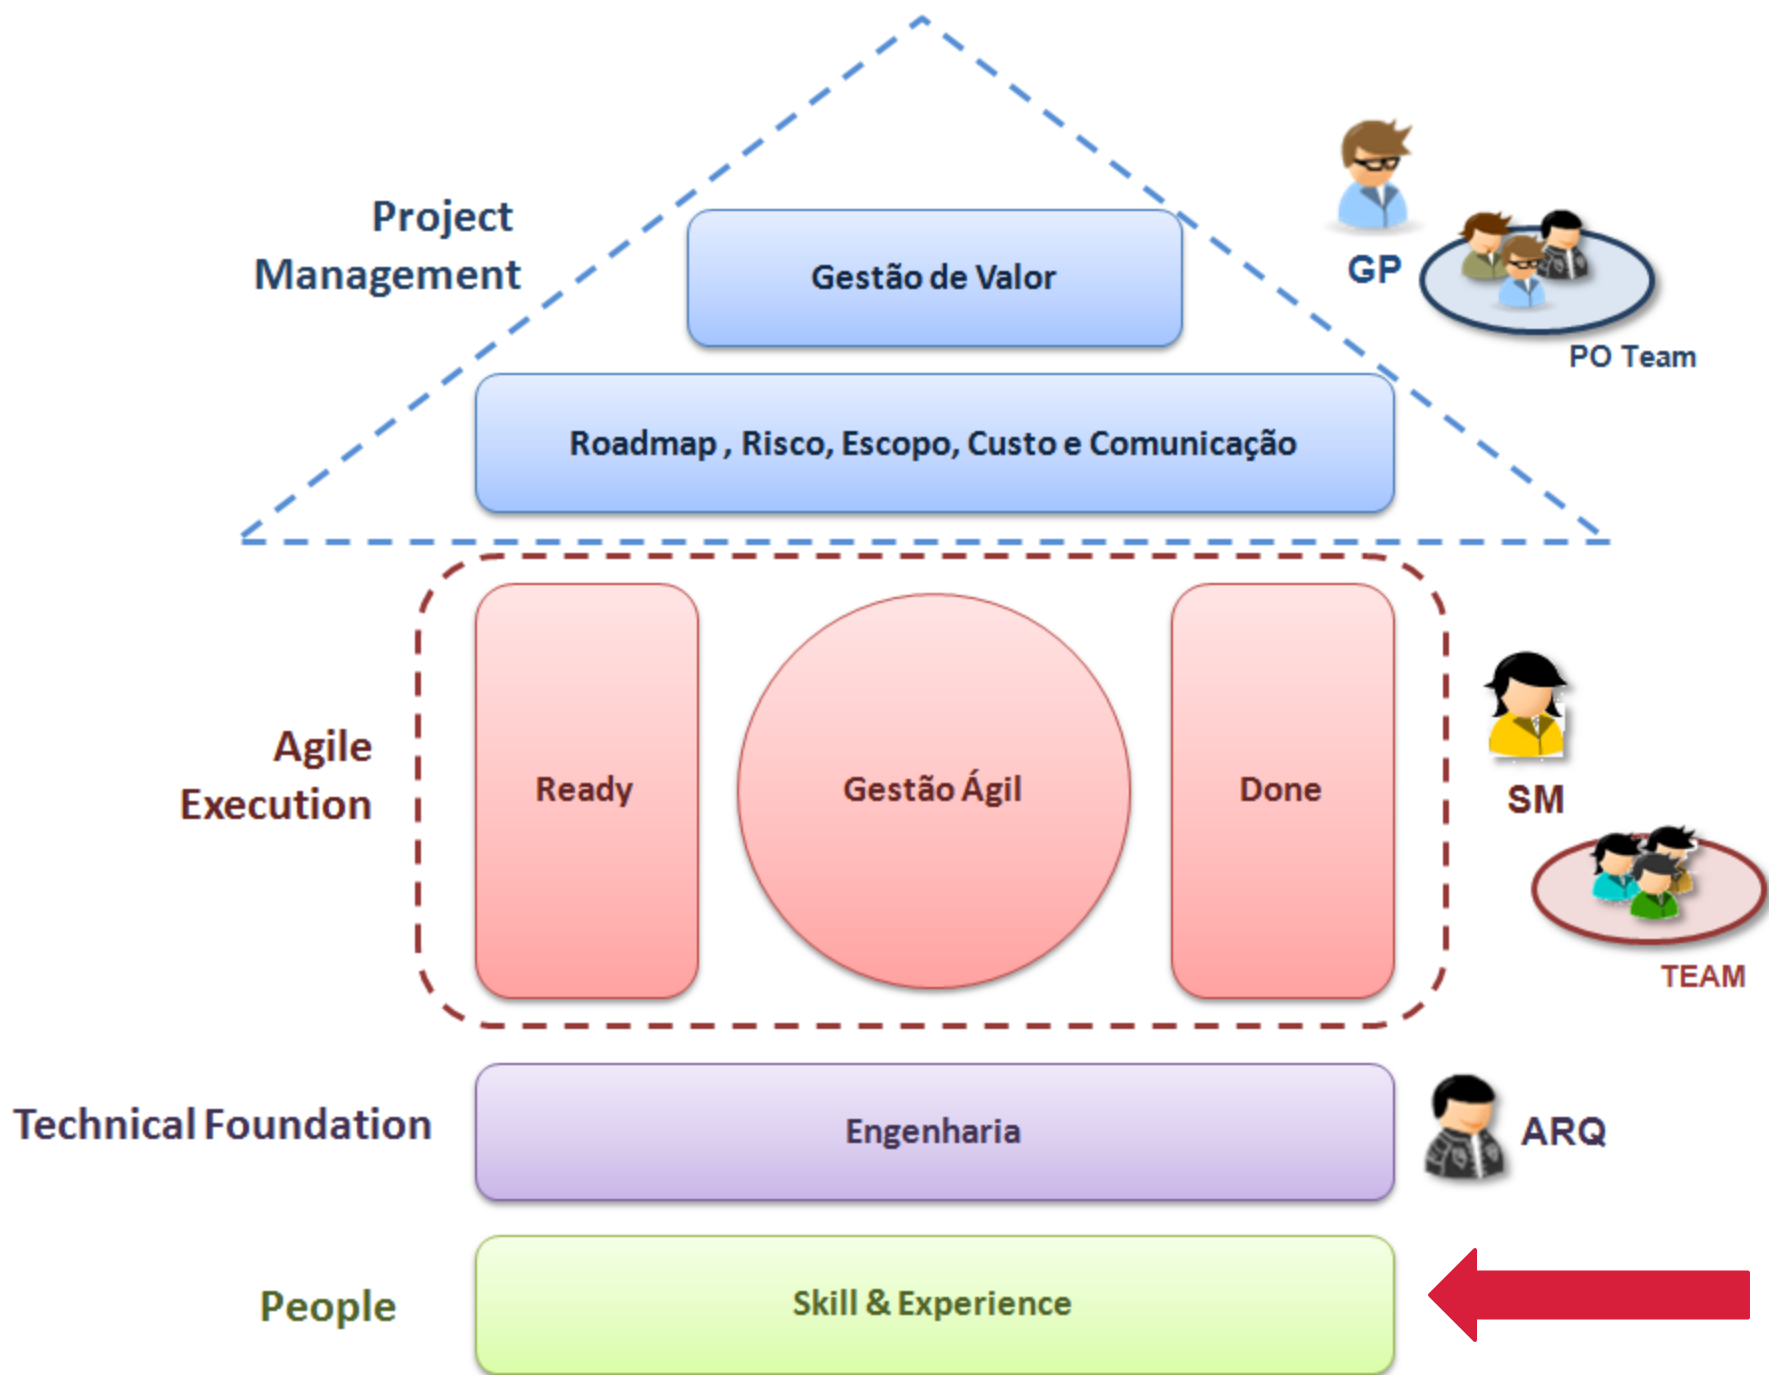 Project
Management
Gestão de Valor
GP
PO Team
Roadmap , Risco, Escopo, Custo e Comunicação
Agile
Execution
Ready
Gestão Ágil
Done
SM
TEAM
Technical Foundation
Engenharia
ARQ
People
Skill & Experience